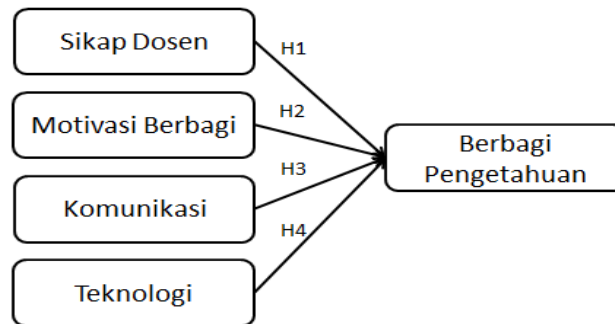 Sikap Dosen
H1
Motivasi Berbagi
H2
Berbagi
Pengetahuan
H3
Komunikasi
H4
Teknologi